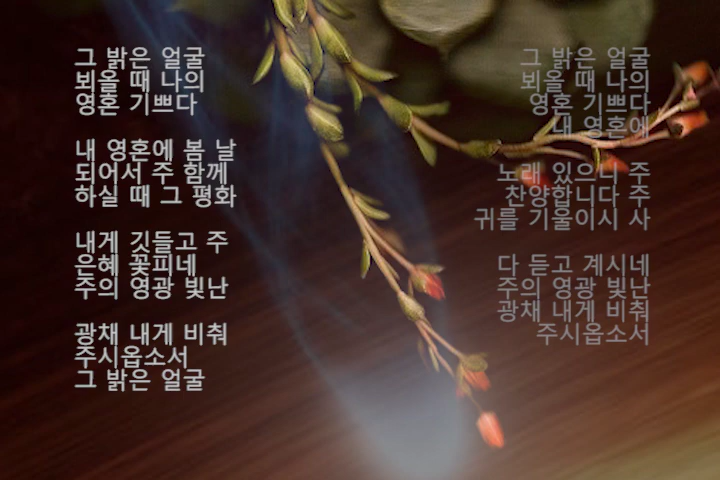 그 밝은 얼굴
뵈올 때 나의
영혼 기쁘다
내 영혼에 봄 날
되어서 주 함께
하실 때 그 평화
내게 깃들고 주
은혜 꽃피네
주의 영광 빛난
광채 내게 비춰
주시옵소서
그 밝은 얼굴
그 밝은 얼굴
뵈올 때 나의
영혼 기쁘다
내 영혼에
노래 있으니 주
찬양합니다 주
귀를 기울이시 사
다 듣고 계시네
주의 영광 빛난
광채 내게 비춰
주시옵소서